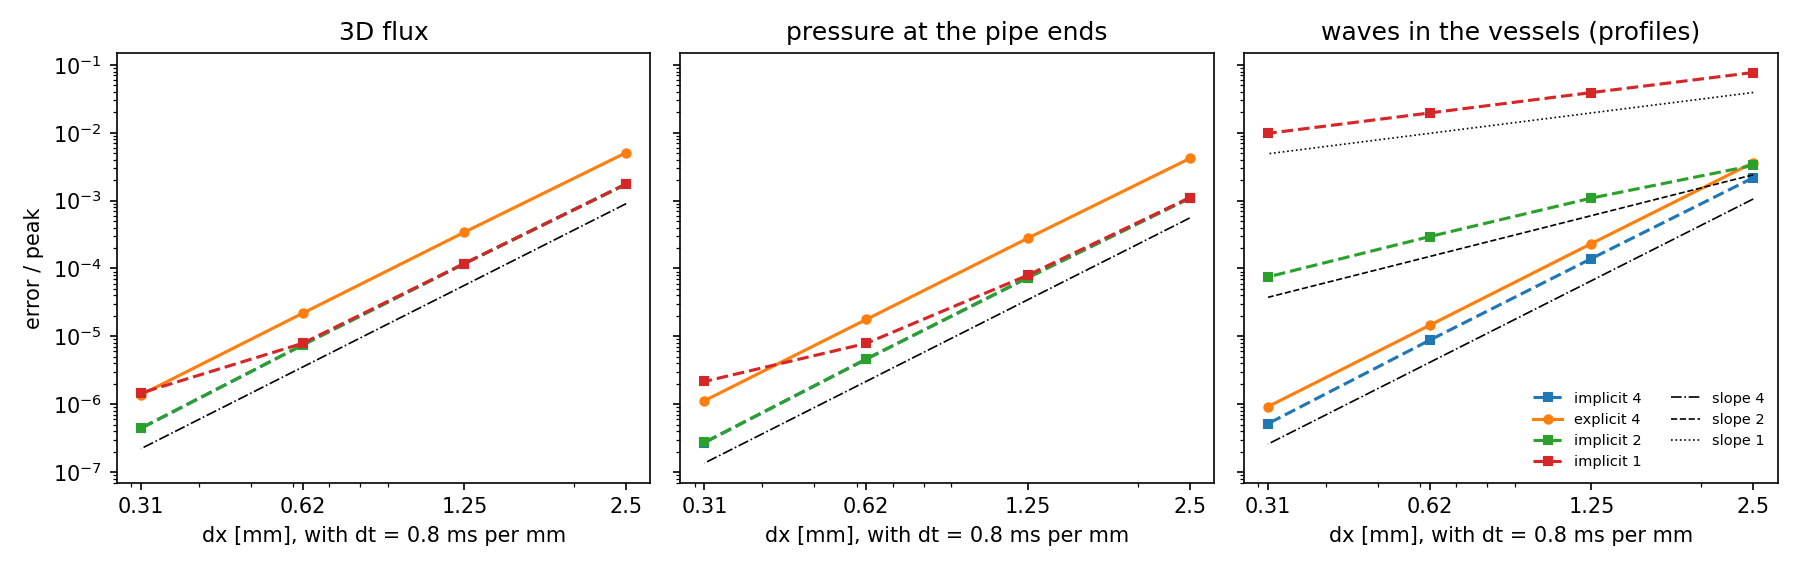 3D flux
pressure at the pipe ends
waves in the vessels (profiles)
error / peak
10⁻¹
10⁻²
10⁻³
10⁻⁴
10⁻⁵
10⁻⁶
10⁻⁷
0.31 0.62 1.25 2.5
dx [mm], with dt = 0.8 ms per mm
0.31 0.62 1.25 2.5
dx [mm], with dt = 0.8 ms per mm
implicit 4
explicit 4
implicit 2
implicit 1
slope 4
slope 2
slope 1
0.31 0.62 1.25 2.5
dx [mm], with dt = 0.8 ms per mm